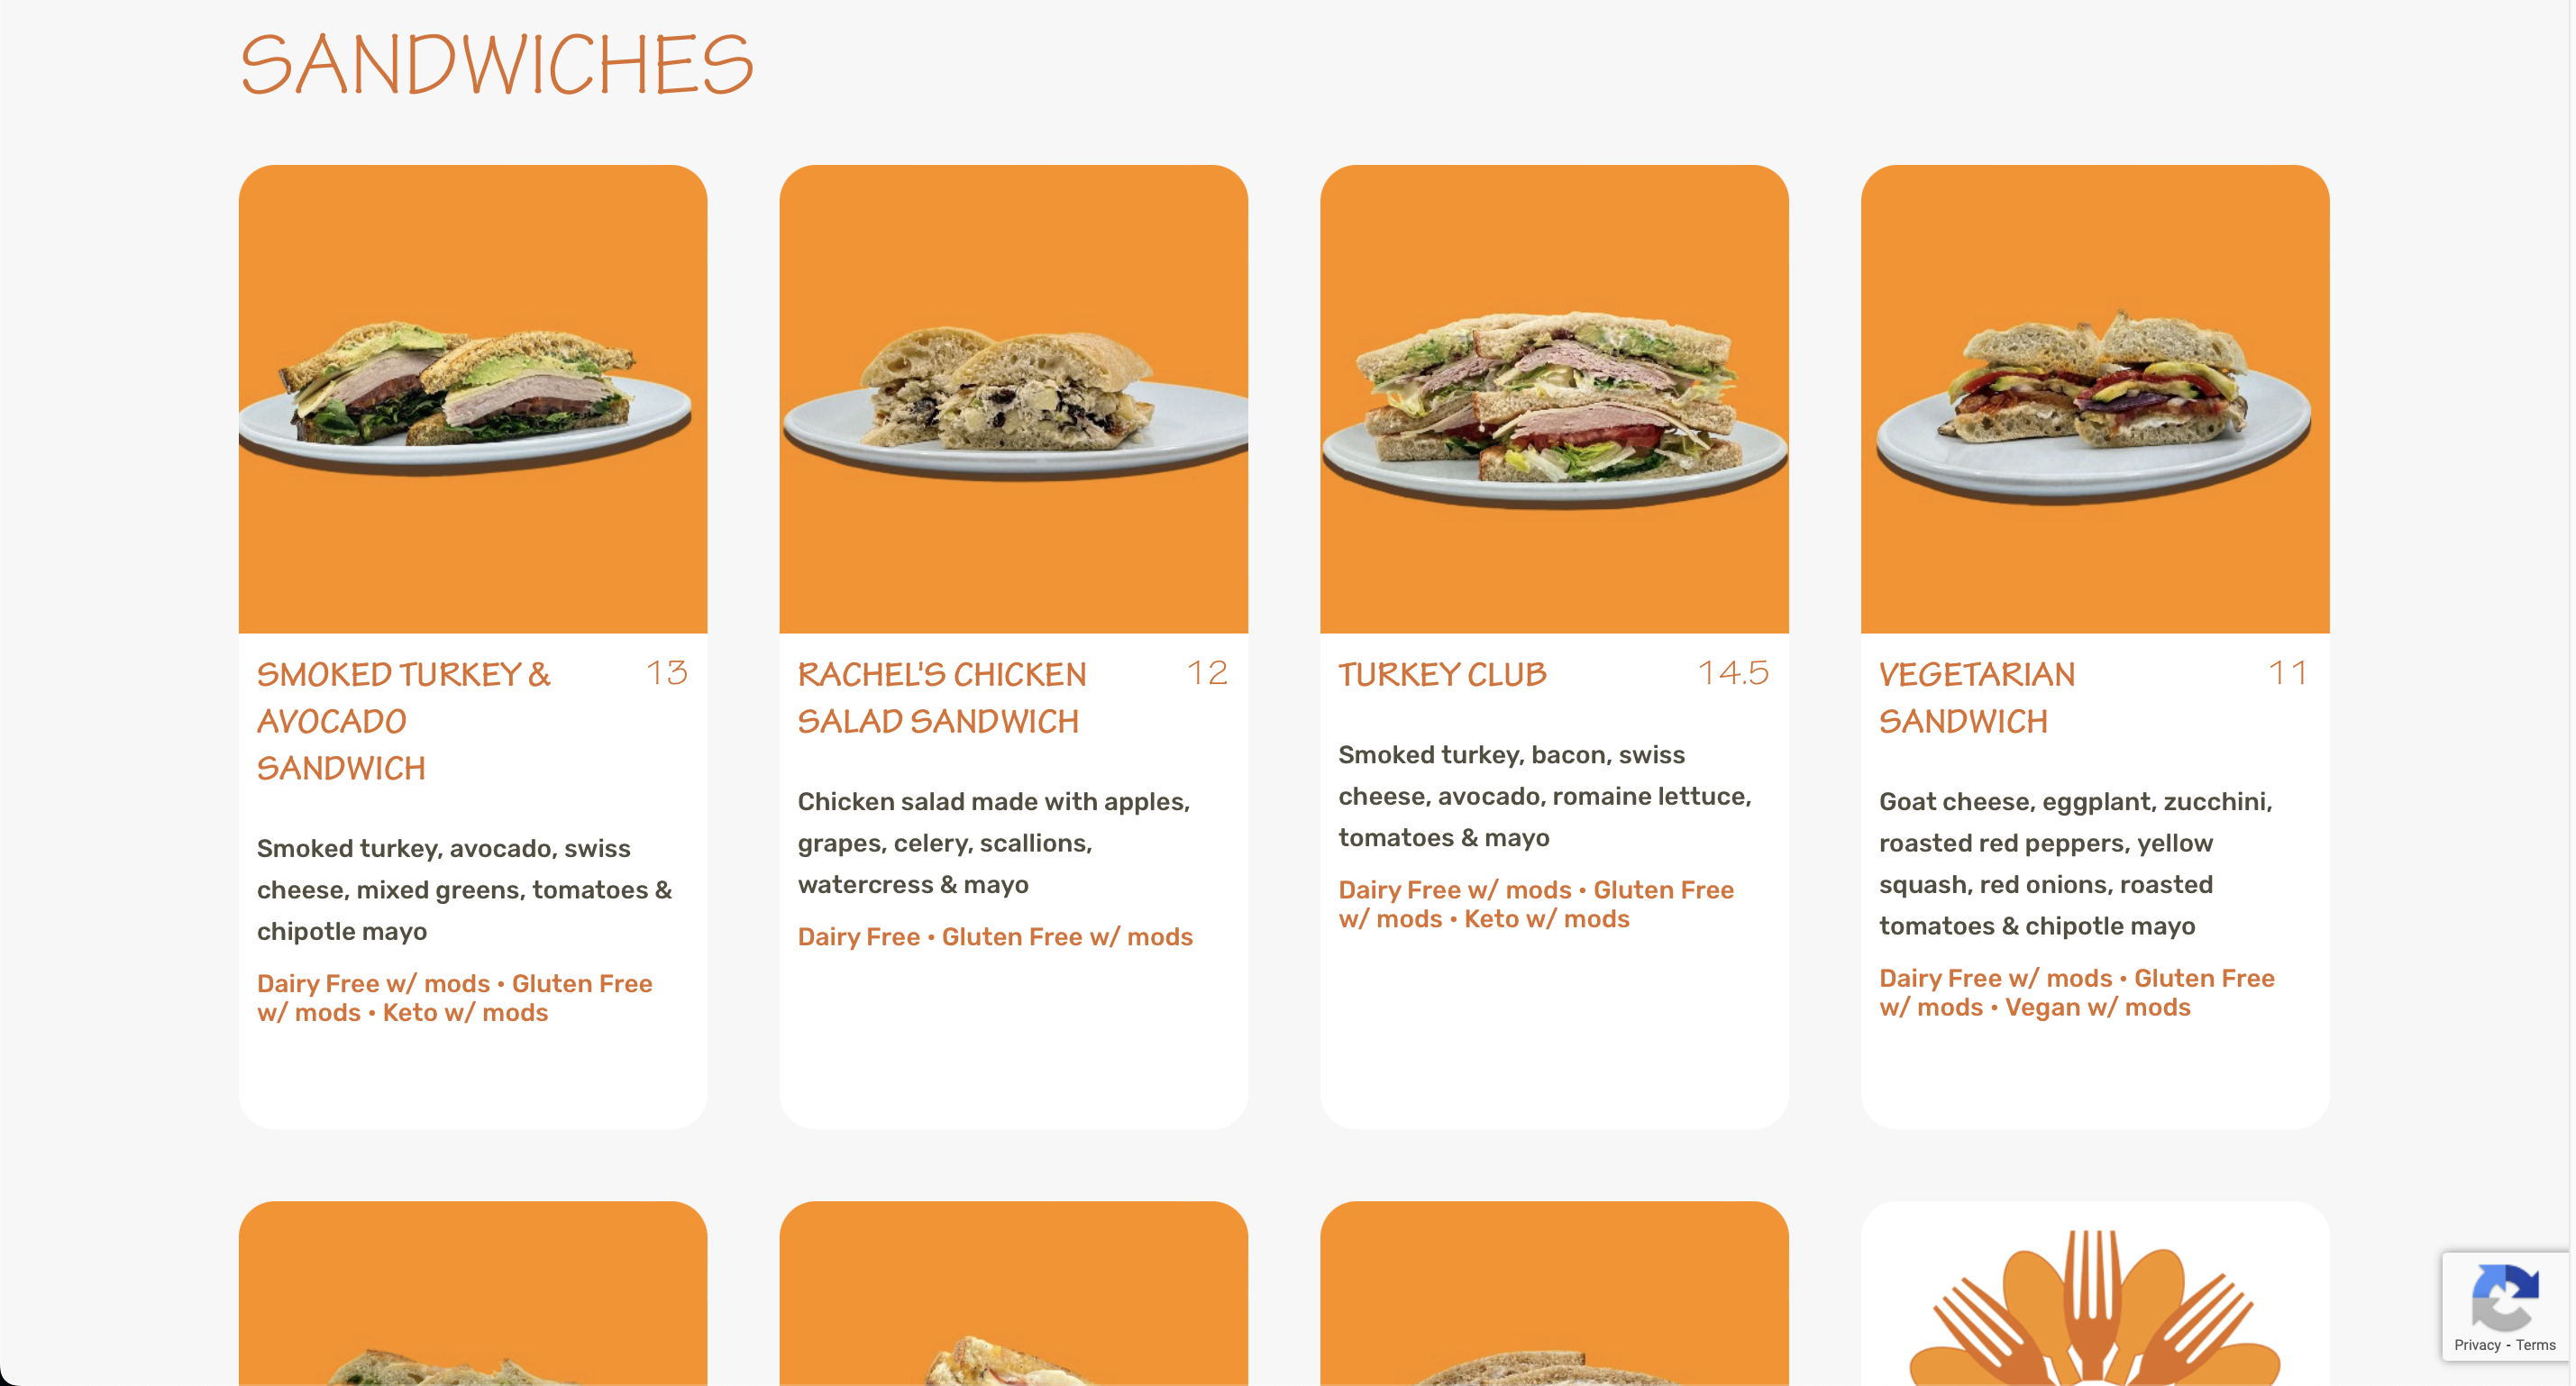 SANDWICHES
SMOKED TURKEY &
AVOCADO
SANDWICH
13
Smoked turkey, avocado, swiss
cheese, mixed greens, tomatoes &
chipotle mayo
Dairy Free w/ mods • Gluten Free
w/ mods • Keto w/ mods
RACHEL'S CHICKEN
SALAD SANDWICH
12
Chicken salad made with apples,
grapes, celery, scallions,
watercress & mayo
Dairy Free • Gluten Free w/ mods
TURKEY CLUB
14.5
Smoked turkey, bacon, swiss
cheese, avocado, romaine lettuce,
tomatoes & mayo
Dairy Free w/ mods • Gluten Free
w/ mods • Keto w/ mods
VEGETARIAN
SANDWICH
11
Goat cheese, eggplant, zucchini,
roasted red peppers, yellow
squash, red onions, roasted
tomatoes & chipotle mayo
Dairy Free w/ mods • Gluten Free
w/ mods • Vegan w/ mods
Privacy - Terms